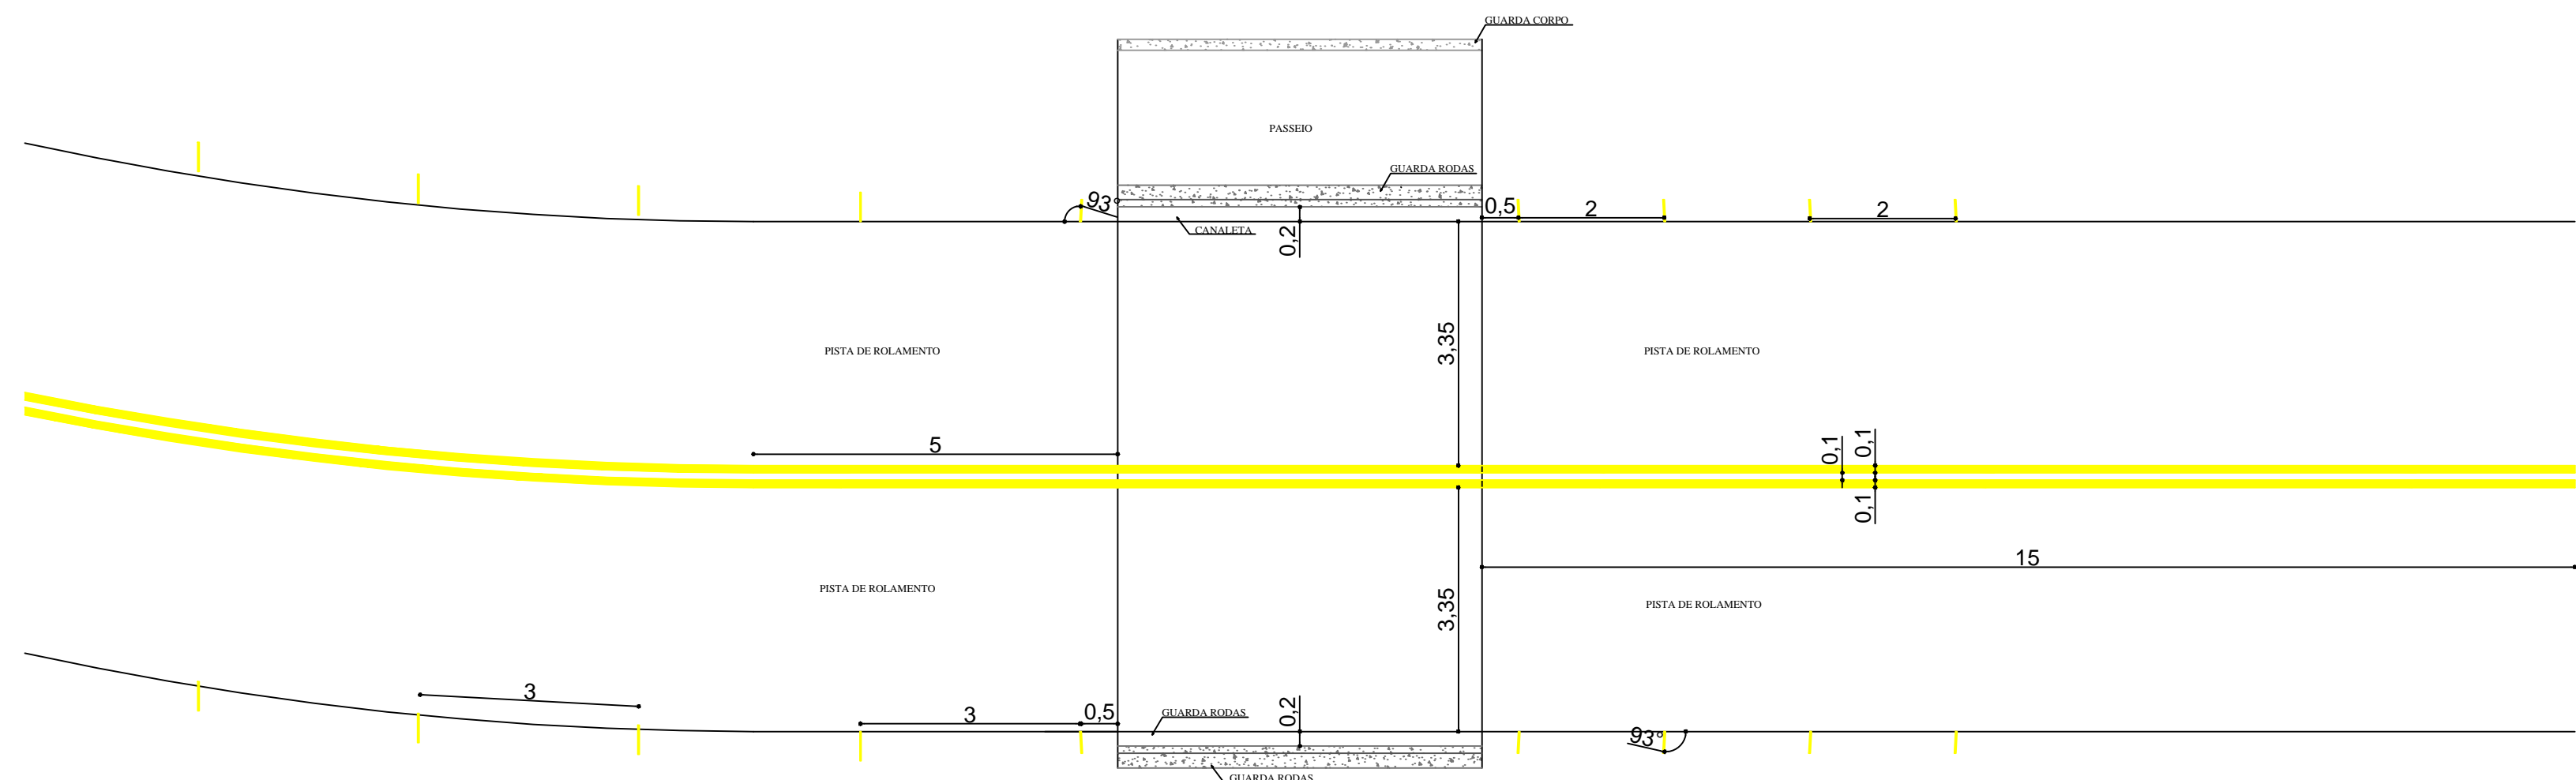 GUARDA CORPO
PASSEIO
GUARDA RODAS
93°
0,5
2
2
CANALETA
0,2
3,35
PISTA DE ROLAMENTO
PISTA DE ROLAMENTO
5
0,1
0,1
0,1
15
PISTA DE ROLAMENTO
3,35
PISTA DE ROLAMENTO
3
3
0,5
GUARDA RODAS
0,2
93°
GUARDA RODAS